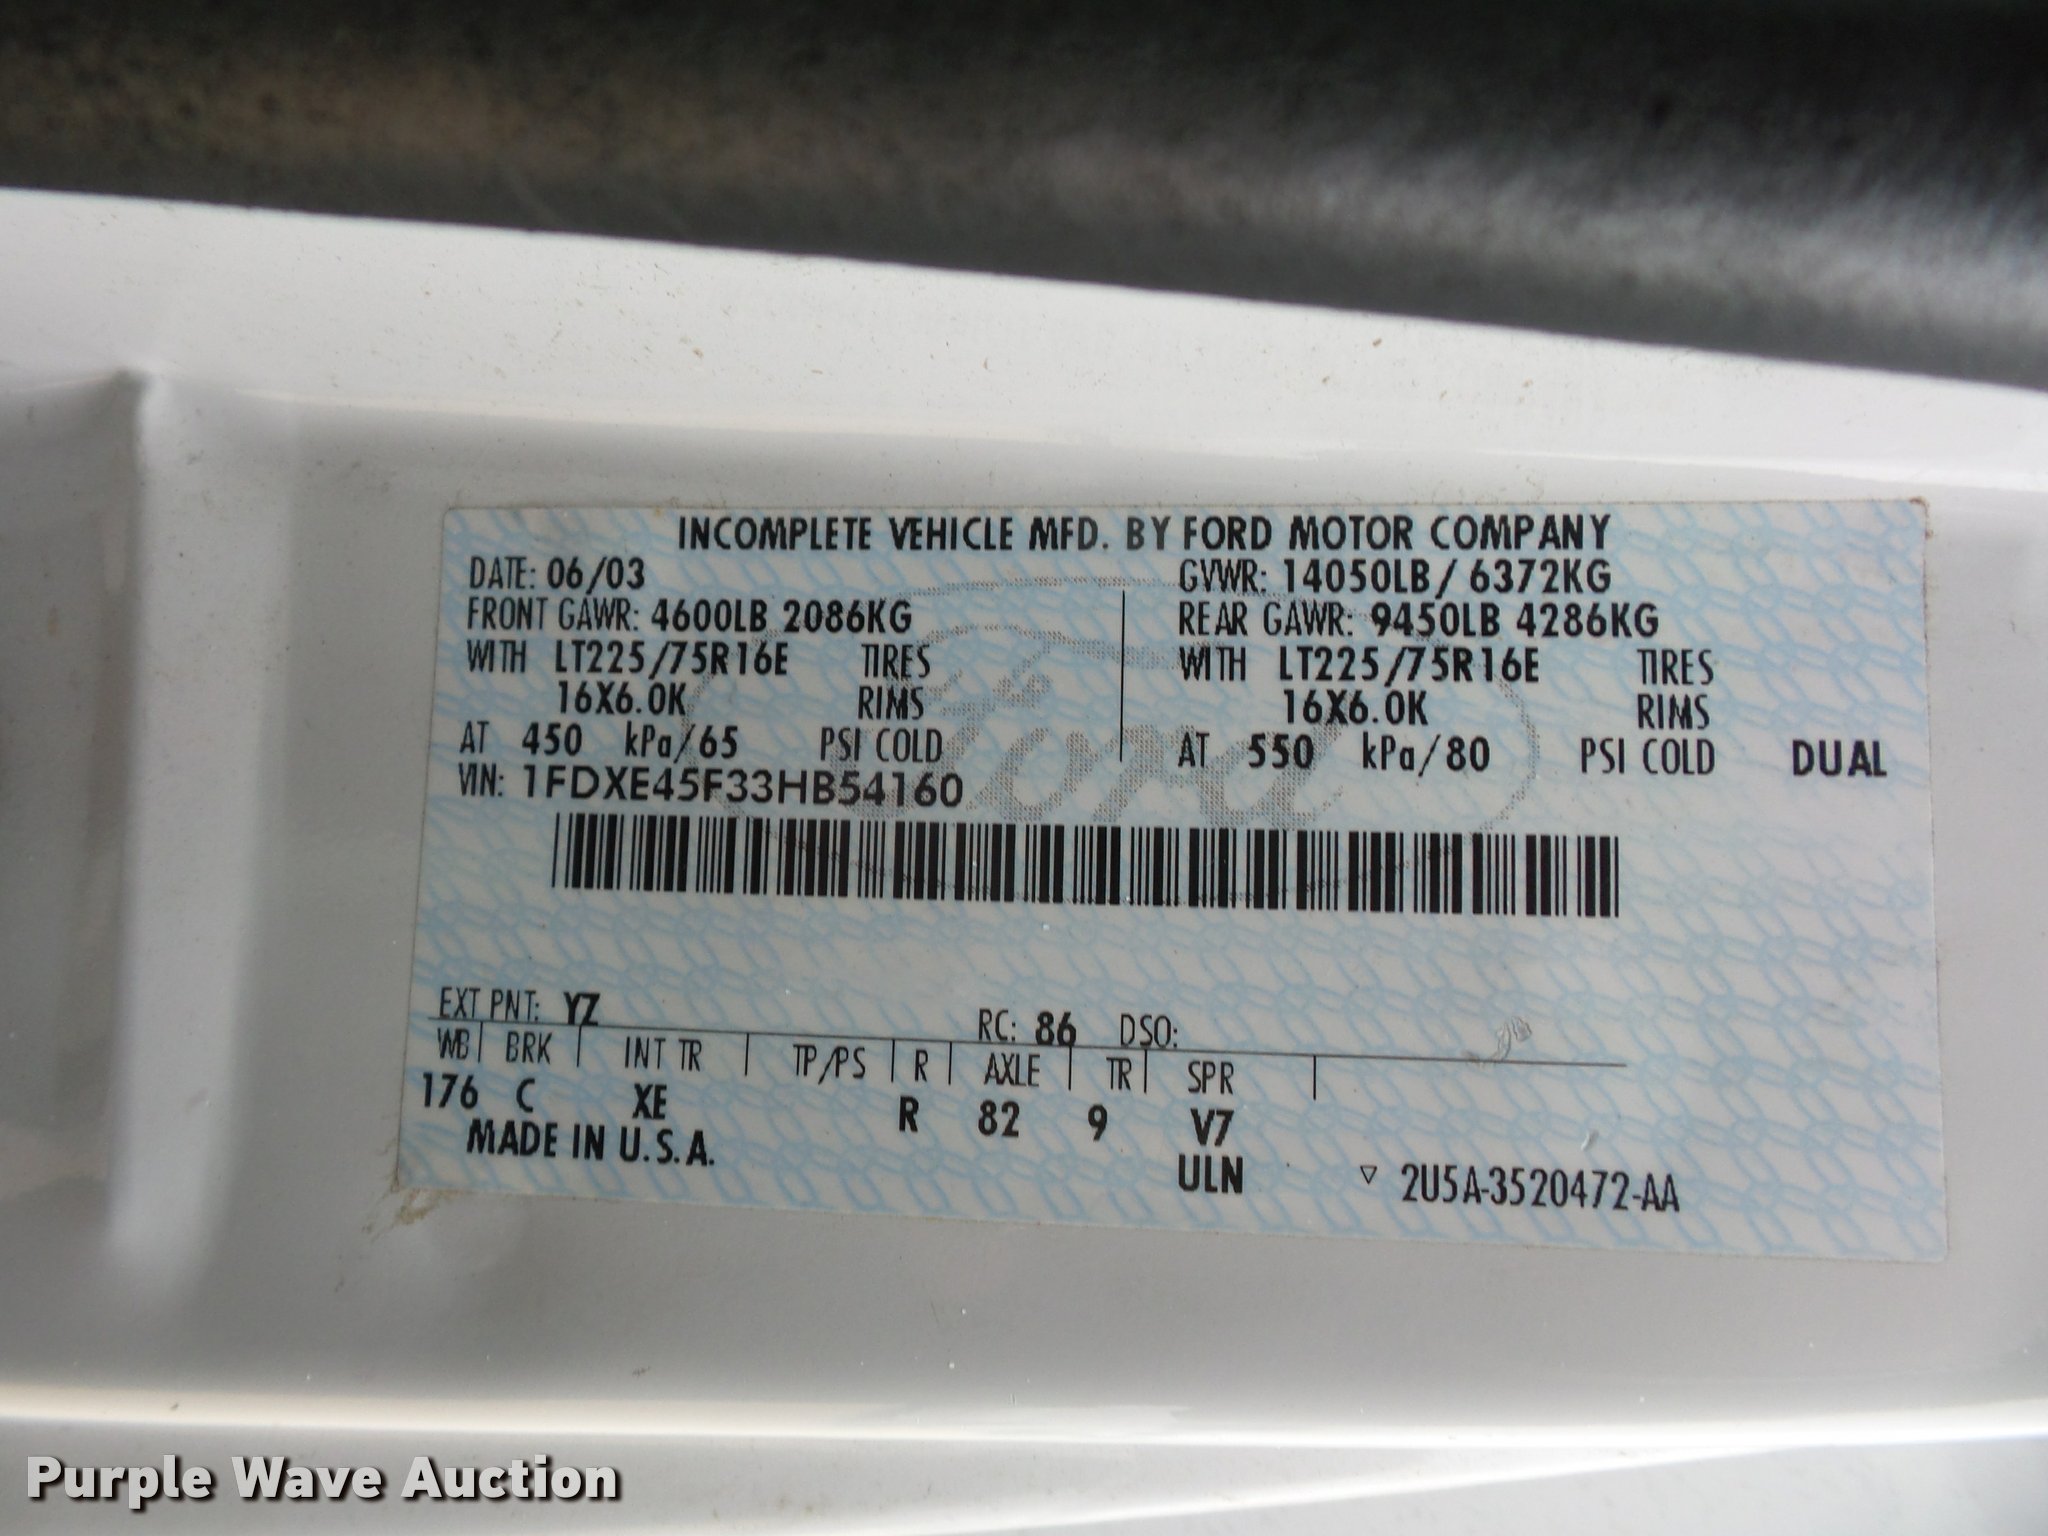 INCOMPLETE VEHICLE MFD. BY FORD MOTOR COMPANY
DATE: 06/03 GVWR: 14050LB/ 6372KG
FRONT GAWR: 4600LB 2086KG REAR GAWR: 9450LB 4286KG
WITH LT225/75R16E TIRES WITH LT225/75R16E TIRES
16X6.0K RIMS 16X6.0K RIMS
AT 450 kPa/65 PSI COLD AT 550 kPa/80 PSI COLD DUAL
VIN: 1FDXE45F33HB54160
Ford
EXT PNT: YZ RC: 86 DSO:
WB BRK INT TR TP/PS R AXLE TR SPR
176 C XE R 82 9 V7
MADE IN U.S.A. ULN ▽ 2U5A-3520472-AA
Purple Wave Auction